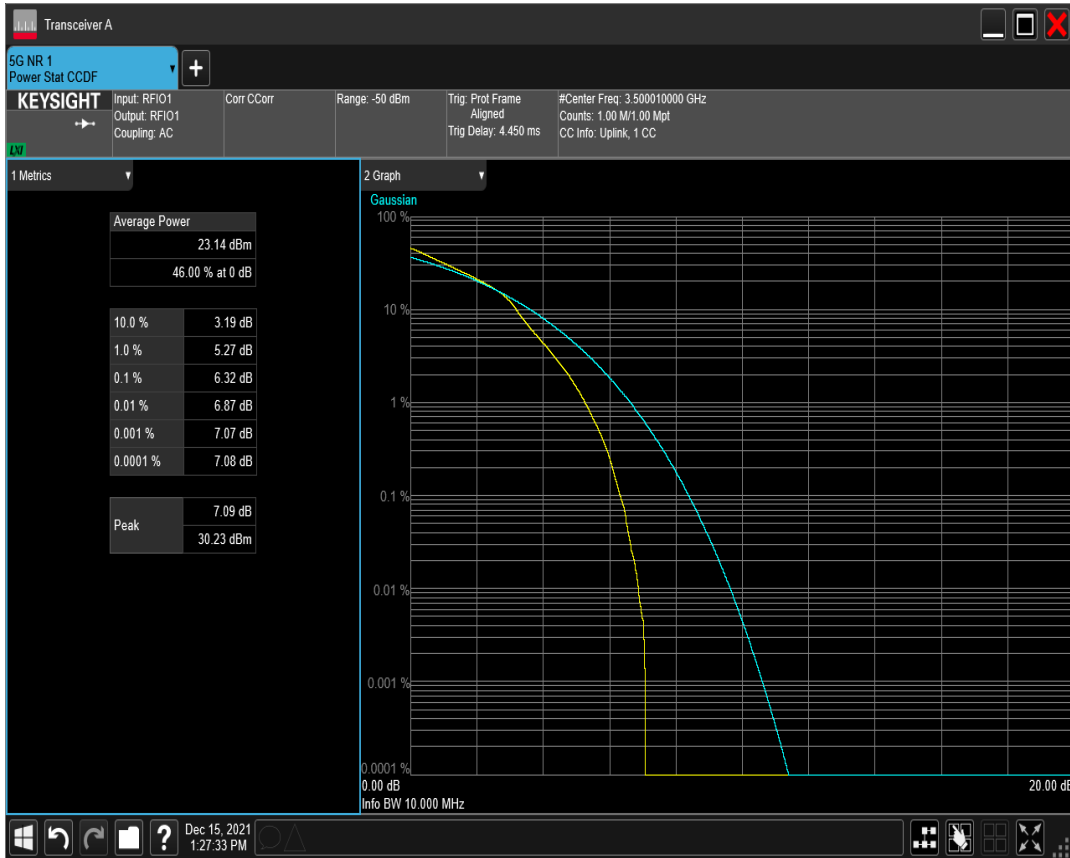 Transceiver A
5G NR 1
Power Stat CCDF
KEYSIGHT
LXI
Input: RFIO1
Output: RFIO1
Coupling: AC
Corr CCorr
Range: -50 dBm
Trig: Prot Frame
Aligned
Trig Delay: 4.450 ms
#Center Freq: 3.500010000 GHz
Counts: 1.00 M/1.00 Mpt
CC Info: Uplink, 1 CC
1 Metrics
Average Power
23.14 dBm
46.00 % at 0 dB
10.0 % 3.19 dB
1.0 % 5.27 dB
0.1 % 6.32 dB
0.01 % 6.87 dB
0.001 % 7.07 dB
0.0001 % 7.08 dB
Peak
7.09 dB
30.23 dBm
2 Graph
Gaussian
100 %
10 %
1 %
0.1 %
0.01 %
0.001 %
0.0001 %
0.00 dB 20.00 dB
Info BW 10.000 MHz
Dec 15, 2021
1:27:33 PM